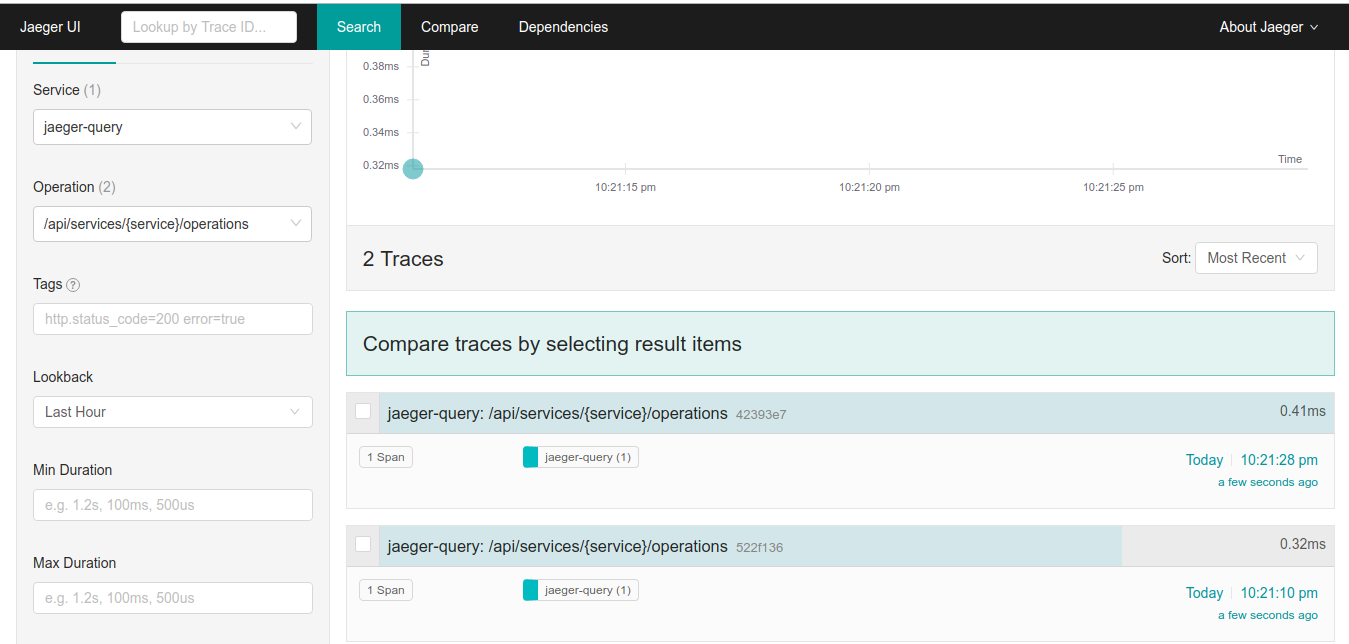 Jaeger UI
Lookup by Trace ID...
Search
Compare
Dependencies
About Jaeger
Service (1)
jaeger-query
Operation (2)
/api/services/{service}/operations
Tags
?
http.status_code=200 error=true
Lookback
Last Hour
Min Duration
e.g. 1.2s, 100ms, 500us
Max Duration
e.g. 1.2s, 100ms, 500us
Dur
0.38ms
0.36ms
0.34ms
0.32ms
Time
10:21:15 pm
10:21:20 pm
10:21:25 pm
2 Traces
Sort: Most Recent
Compare traces by selecting result items
jaeger-query: /api/services/{service}/operations 42393e7
0.41ms
1 Span
jaeger-query (1)
Today 10:21:28 pm
a few seconds ago
jaeger-query: /api/services/{service}/operations 522f136
0.32ms
1 Span
jaeger-query (1)
Today 10:21:10 pm
a few seconds ago